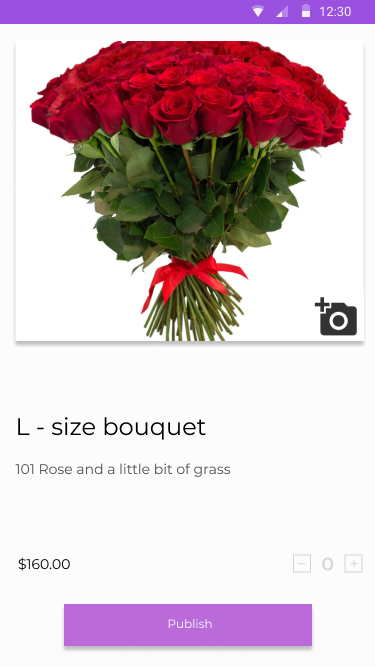 12:30
L - size bouquet
101 Rose and a little bit of grass
$160.00
0
Publish